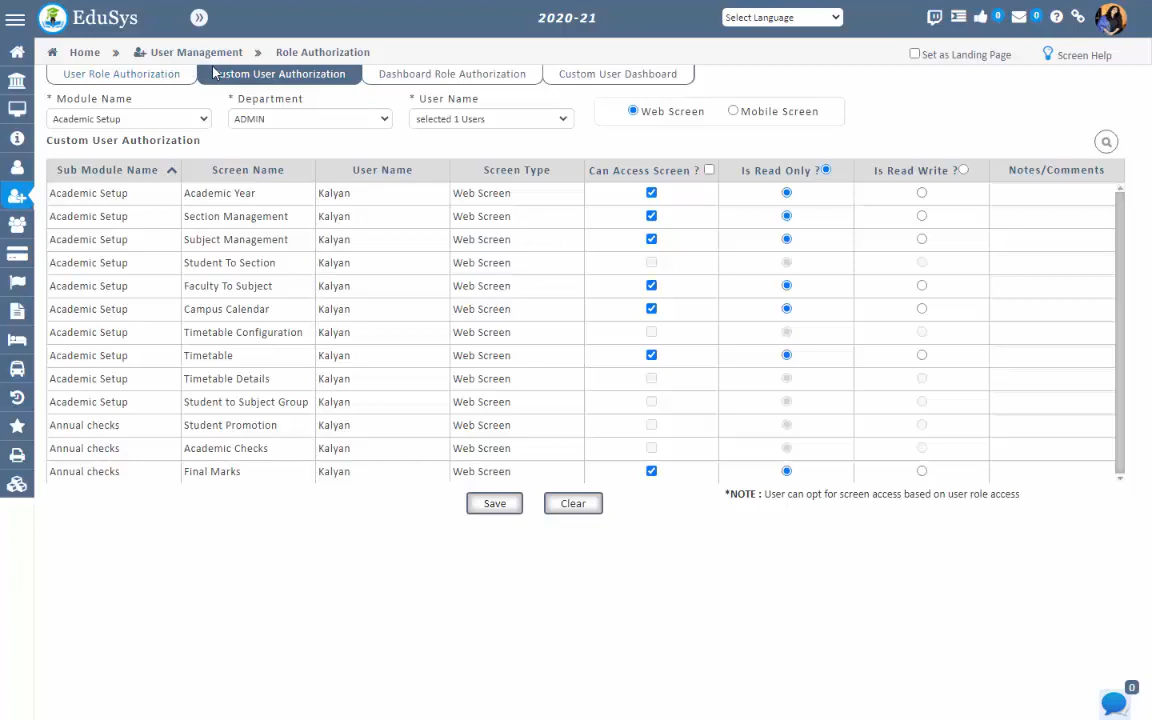 EduSys » 2020-21 Select Language 0 0
Home » User Management » Role Authorization Set as Landing Page Screen Help
User Role Authorization Custom User Authorization Dashboard Role Authorization Custom User Dashboard
* Module Name * Department * User Name
Academic Setup ADMIN selected 1 Users Web Screen Mobile Screen
Custom User Authorization
Sub Module Name Screen Name User Name Screen Type Can Access Screen ? Is Read Only ? Is Read Write ? Notes/Comments
Academic Setup Academic Year Kalyan Web Screen
Academic Setup Section Management Kalyan Web Screen
Academic Setup Subject Management Kalyan Web Screen
Academic Setup Student To Section Kalyan Web Screen
Academic Setup Faculty To Subject Kalyan Web Screen
Academic Setup Campus Calendar Kalyan Web Screen
Academic Setup Timetable Configuration Kalyan Web Screen
Academic Setup Timetable Kalyan Web Screen
Academic Setup Timetable Details Kalyan Web Screen
Academic Setup Student to Subject Group Kalyan Web Screen
Annual checks Student Promotion Kalyan Web Screen
Annual checks Academic Checks Kalyan Web Screen
Annual checks Final Marks Kalyan Web Screen
Save Clear *NOTE : User can opt for screen access based on user role access
0